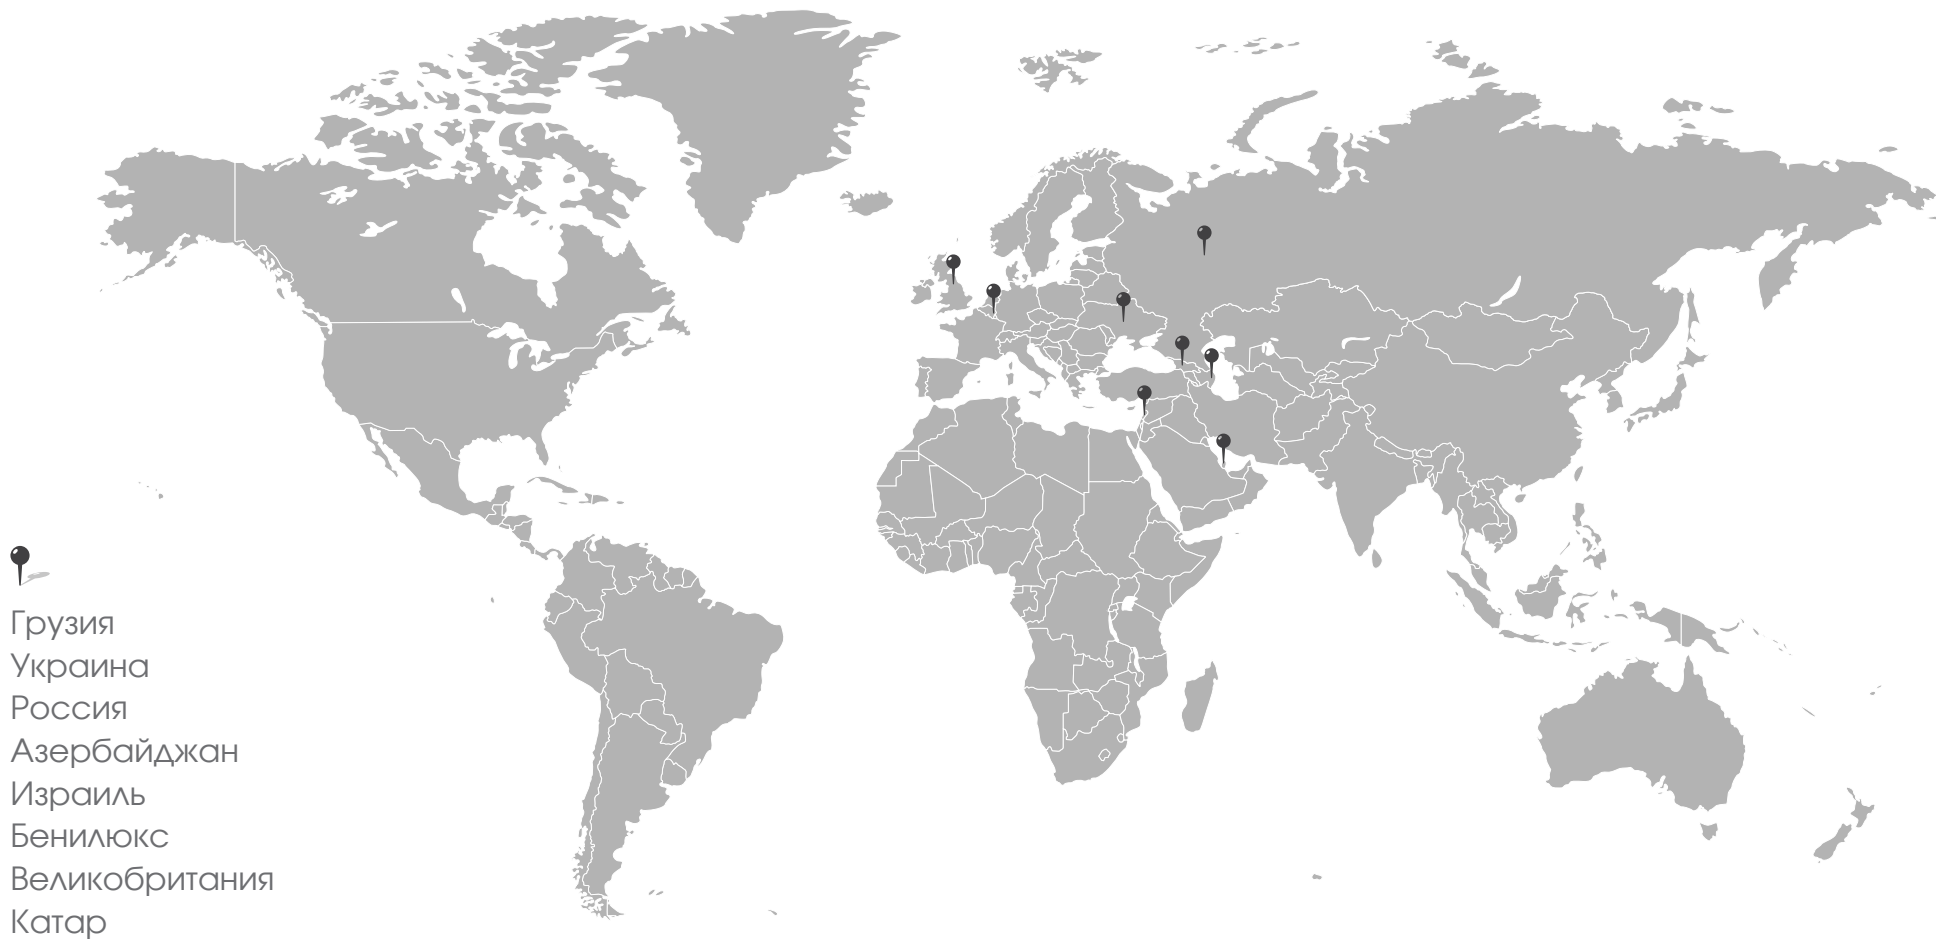 Грузия
Украина
Россия
Азербайджан
Израиль
Бенилюкс
Великобритания
Катар